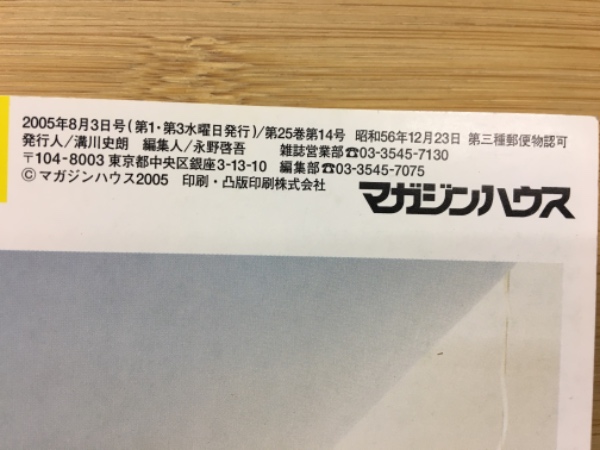 2005年8月3日号(第1・第3水曜日発行)/第25巻第14号 昭和56年12月23日 第三種郵便物認可
発行人/溝川史朗 編集人/永野啓吾 雑誌営業部☎03-3545-7130
〒104-8003 東京都中央区銀座3-13-10 編集部☎03-3545-7075
©マガジンハウス2005 印刷・凸版印刷株式会社
マガジンハウス